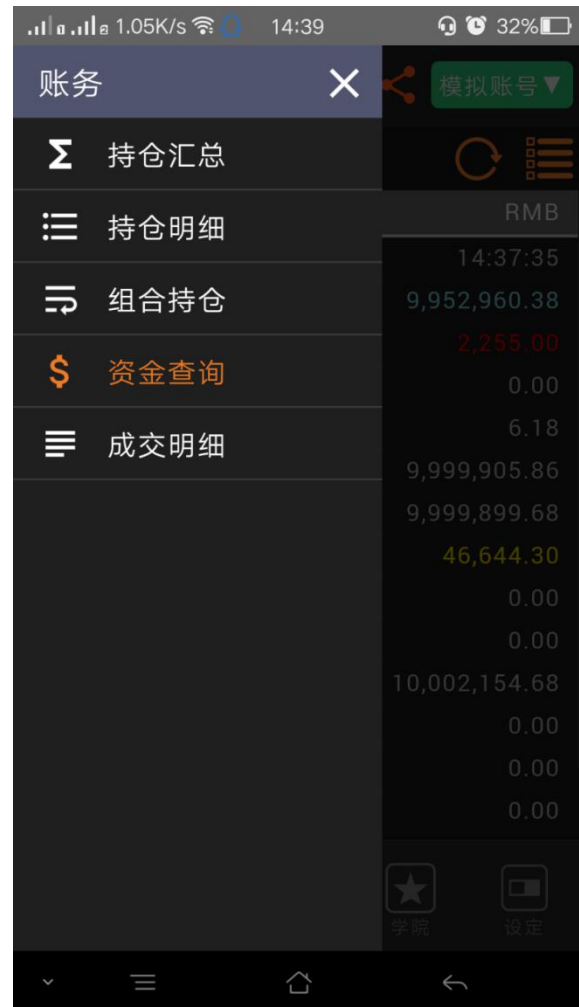 1.05K/s 14:39 32%
账务 模拟账号▼
Σ 持仓汇总
持仓明细
RMB
14:37:35
组合持仓
9,952,960.38
2,255.00
$ 资金查询
0.00
6.18
成交明细
9,999,905.86
9,999,899.68
46,644.30
0.00
0.00
10,002,154.68
0.00
0.00
0.00
学院 设定